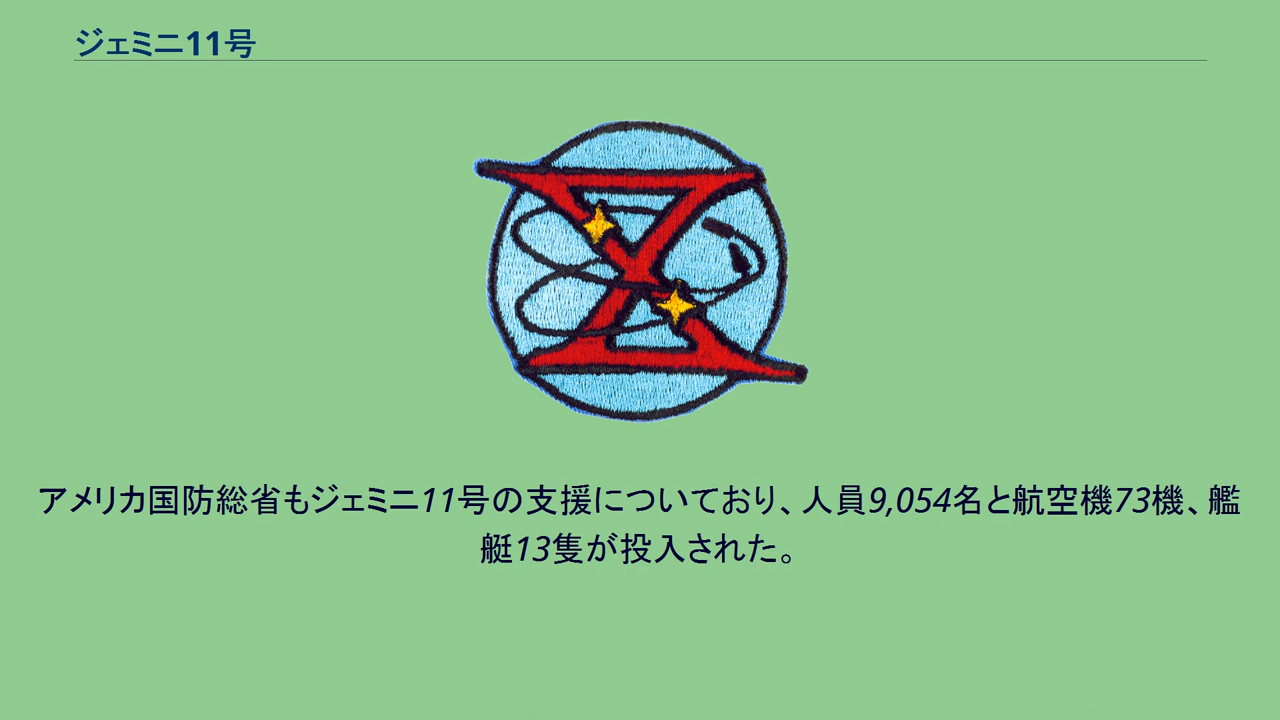 ジェミニ11号
アメリカ国防総省もジェミニ11号の支援についており、人員9,054名と航空機73機、艦
艇13隻が投入された。